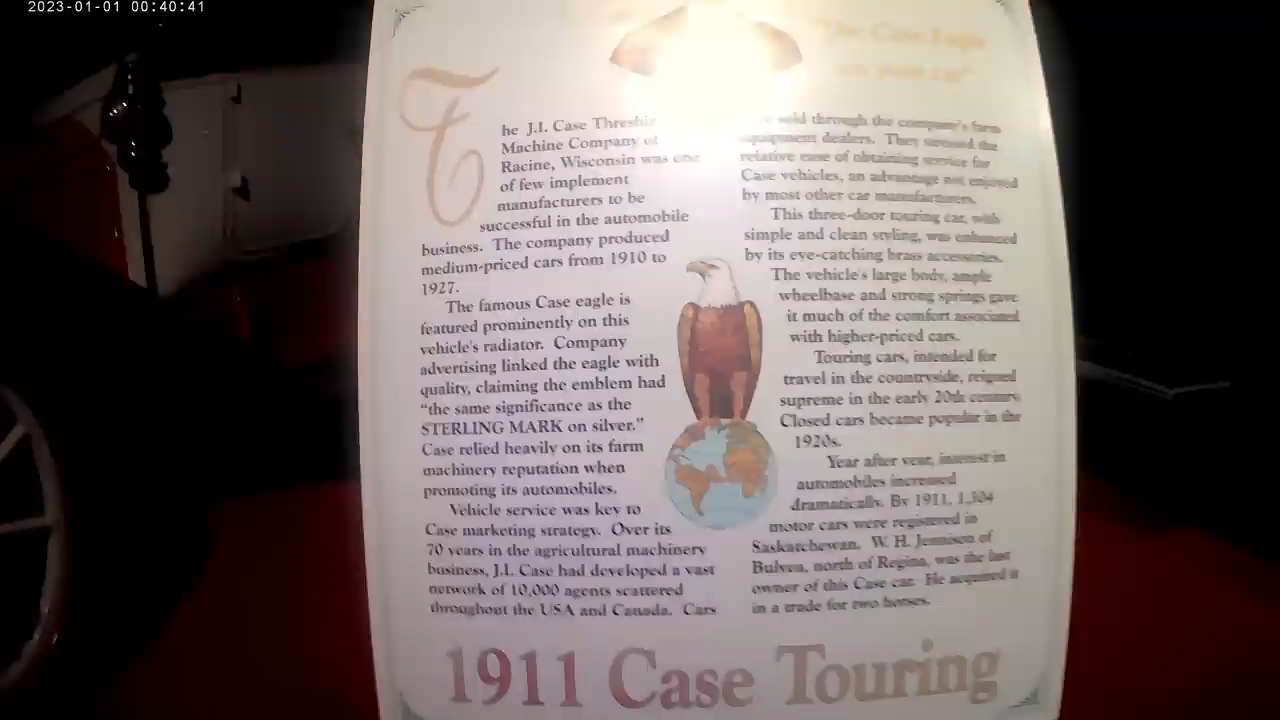 2023-01-01 00:40:41
"The Case Eagle
on your car"
The J.I. Case Threshing
Machine Company of
Racine, Wisconsin was one
of few implement
manufacturers to be
successful in the automobile
business. The company produced
medium-priced cars from 1910 to
1927.
The famous Case eagle is
featured prominently on this
vehicle's radiator. Company
advertising linked the eagle with
quality, claiming the emblem had
"the same significance as the
STERLING MARK on silver."
Case relied heavily on its farm
machinery reputation when
promoting its automobiles.
Vehicle service was key to
Case marketing strategy. Over its
70 years in the agricultural machinery
business, J.I. Case had developed a vast
network of 10,000 agents scattered
throughout the USA and Canada. Cars
sold through the company's farm
equipment dealers. They stressed the
relative ease of obtaining service for
Case vehicles, an advantage not enjoyed
by most other car manufacturers.
This three-door touring car, with
simple and clean styling, was enhanced
by its eye-catching brass accessories.
The vehicle's large body, ample
wheelbase and strong springs gave
it much of the comfort associated
with higher-priced cars.
Touring cars, intended for
travel in the countryside, reigned
supreme in the early 20th century.
Closed cars became popular in the
1920s.
Year after year, interest in
automobiles increased
dramatically. By 1911, 1,304
motor cars were registered in
Saskatchewan. W. H. Jennison of
Bulyea, north of Regina, was the last
owner of this Case car. He acquired it
in a trade for two horses.
1911 Case Touring